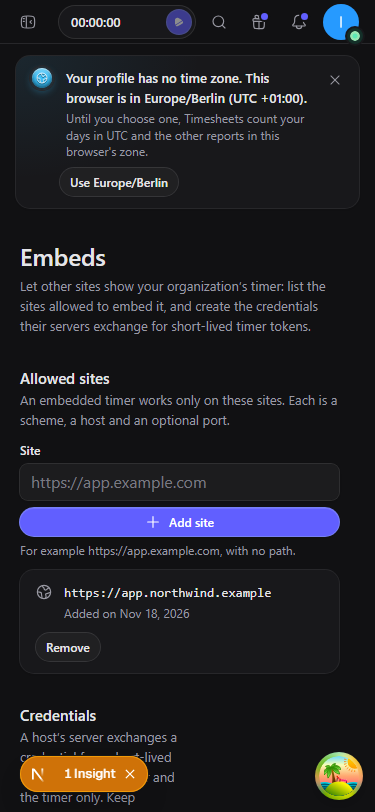 00:00:00
I
Your profile has no time zone. This
browser is in Europe/Berlin (UTC +01:00).
Until you choose one, Timesheets count your
days in UTC and the other reports in this
browser's zone.
Use Europe/Berlin
Embeds
Let other sites show your organization's timer: list the
sites allowed to embed it, and create the credentials
their servers exchange for short-lived timer tokens.
Allowed sites
An embedded timer works only on these sites. Each is a
scheme, a host and an optional port.
Site
https://app.example.com
Add site
For example https://app.example.com, with no path.
https://app.northwind.example
Added on Nov 18, 2026
Remove
Credentials
A host's server exchanges a
N 1 Insight
and
the timer only. Keep